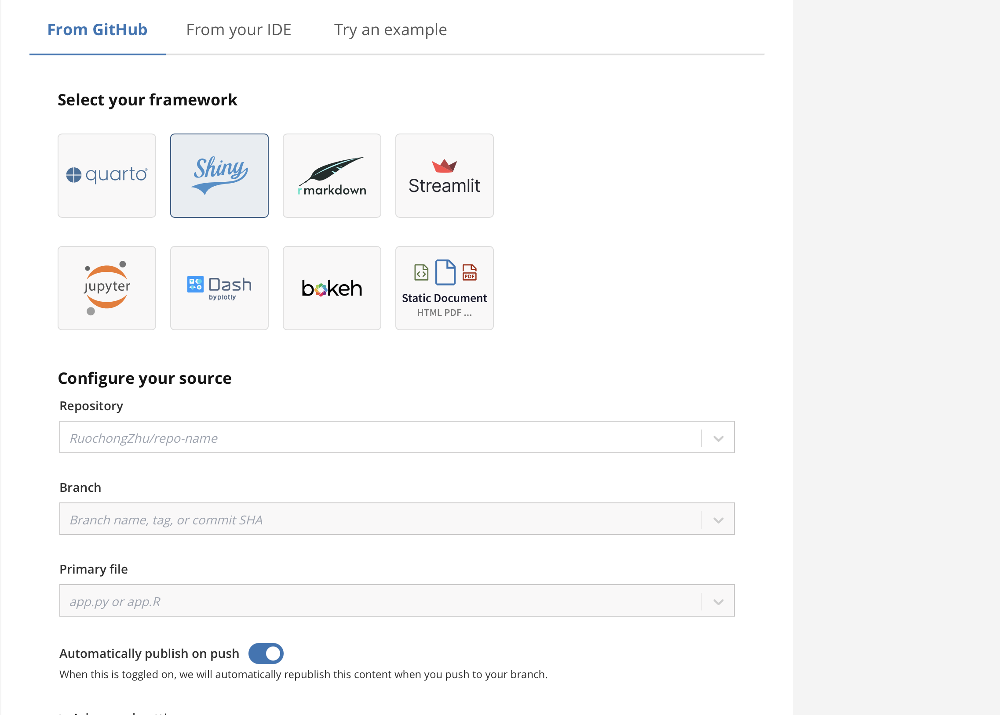 From GitHub From your IDE Try an example
Select your framework
quarto®
Shiny
rmarkdown
Streamlit
jupyter
Dash
by plotly
bokeh
PDF
Static Document
HTML PDF ...
Configure your source
Repository
RuochongZhu/repo-name
Branch
Branch name, tag, or commit SHA
Primary file
app.py or app.R
Automatically publish on push
When this is toggled on, we will automatically republish this content when you push to your branch.